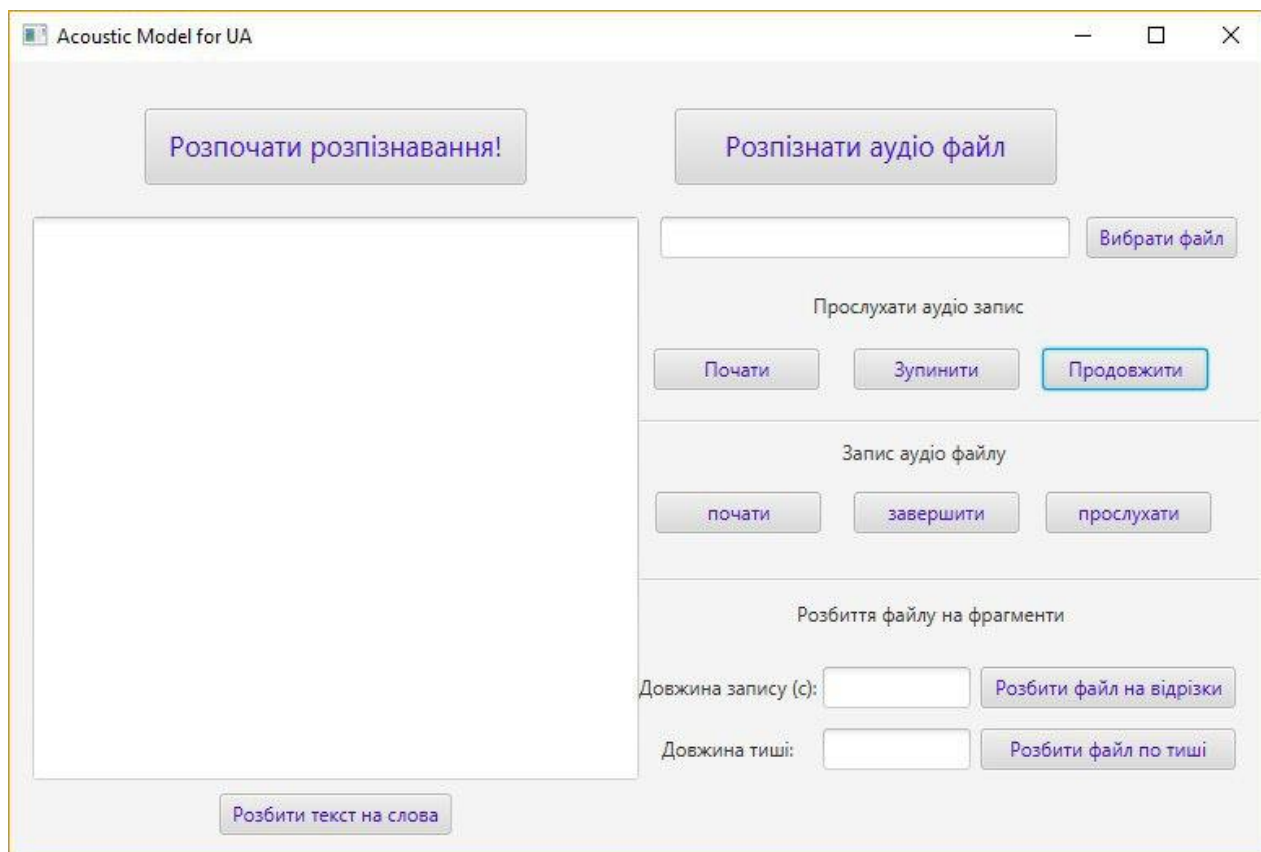 Acoustic Model for UA
Розпочати розпізнавання!
Розпізнати аудіо файл
Вибрати файл
Прослухати аудіо запис
Почати Зупинити Продовжити
Запис аудіо файлу
почати завершити прослухати
Розбиття файлу на фрагменти
Довжина запису (с): Розбити файл на відрізки
Довжина тиші: Розбити файл по тиші
Розбити текст на слова